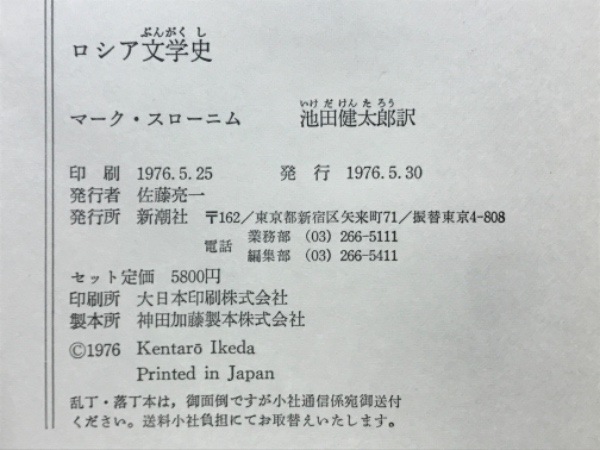 ぶんがくし
ロシア文学史
いけだけんたろう
マーク・スローニム 池田健太郎訳
印刷 1976.5.25 発行 1976.5.30
発行者 佐藤亮一
発行所 新潮社 〒162/東京都新宿区矢来町71/振替東京4-808
電話 業務部 (03) 266-5111
編集部 (03) 266-5411
セット定価 5800円
印刷所 大日本印刷株式会社
製本所 神田加藤製本株式会社
©1976 Kentarō Ikeda
Printed in Japan
乱丁・落丁本は，御面倒ですが小社通信係宛御送付
ください。送料小社負担にてお取替えいたします。